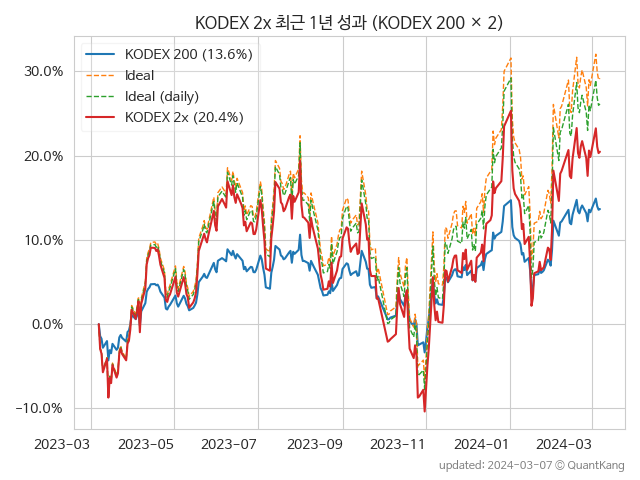 KODEX 2x 최근 1년 성과 (KODEX 200 × 2)
KODEX 200 (13.6%)
Ideal
Ideal (daily)
KODEX 2x (20.4%)
30.0%
20.0%
10.0%
0.0%
−10.0%
2023-03 2023-05 2023-07 2023-09 2023-11 2024-01 2024-03
updated: 2024-03-07 © QuantKang